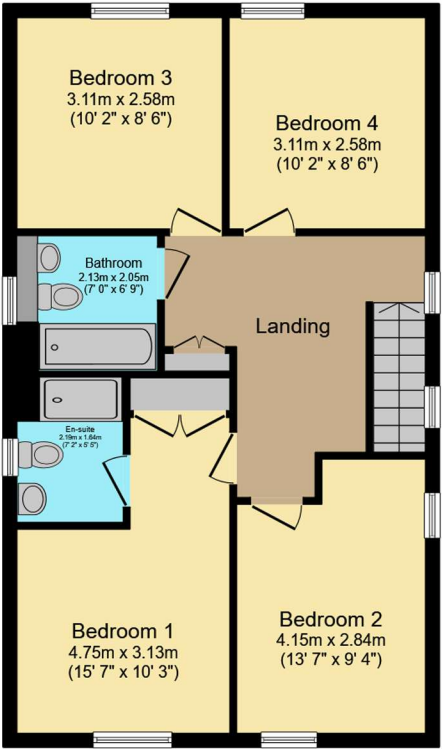 Bedroom 3
3.11m x 2.58m
(10' 2" x 8' 6")
Bedroom 4
3.11m x 2.58m
(10' 2" x 8' 6")
Bathroom
2.13m x 2.05m
(7' 0" x 6' 9")
Landing
En-suite
2.19m x 1.64m
(7' 2" x 5' 5")
Bedroom 1
4.75m x 3.13m
(15' 7" x 10' 3")
Bedroom 2
4.15m x 2.84m
(13' 7" x 9' 4")